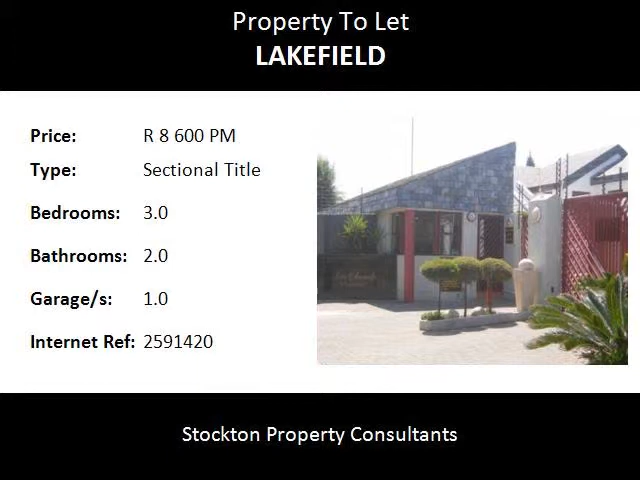 Property To Let
LAKEFIELD
Price: R 8 600 PM
Type: Sectional Title
Bedrooms: 3.0
Bathrooms: 2.0
Garage/s: 1.0
Internet Ref: 2591420
Stockton Property Consultants